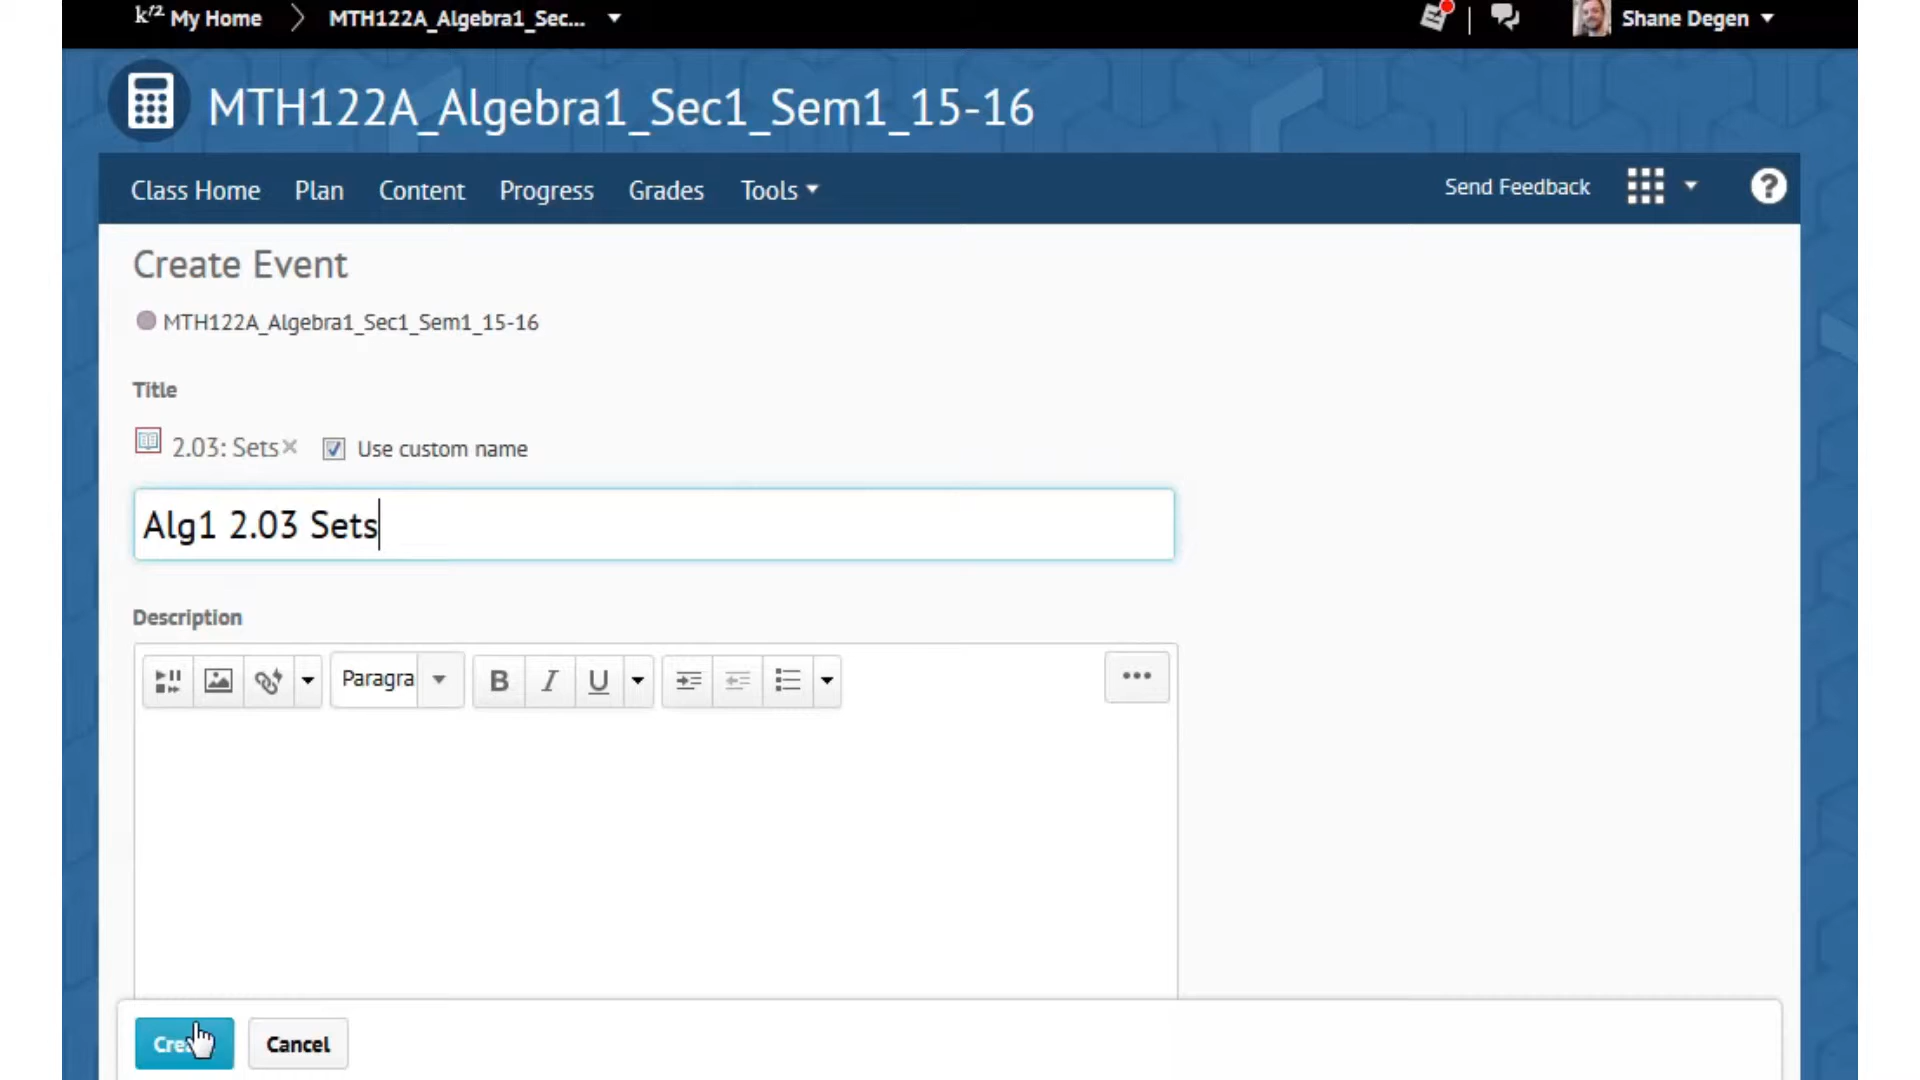 k¹² My Home
MTH122A_Algebra1_Sec...
Shane Degen
MTH122A_Algebra1_Sec1_Sem1_15-16
Class Home
Plan
Content
Progress
Grades
Tools
Send Feedback
?
Create Event
MTH122A_Algebra1_Sec1_Sem1_15-16
Title
2.03: Sets×
Use custom name
Alg1 2.03 Sets
Description
Paragra
B
I
U
...
Cancel